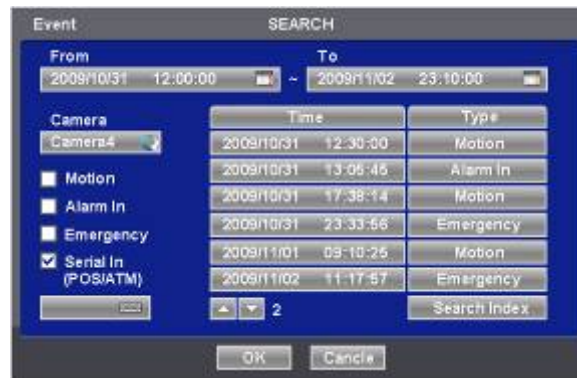 Event SEARCH
From To
2009/10/31 12:00:00 ~ 2009/11/02 23:10:00
Camera
Camera4
Motion
Alarm In
Emergency
Serial In
(POS/ATM)
Time Type
2009/10/31 12:30:00 Motion
2009/10/31 13:05:45 Alarm In
2009/10/31 17:38:14 Motion
2009/10/31 23:33:56 Emergency
2009/11/01 09:10:25 Motion
2009/11/02 11:17:57 Emergency
2 Search Index
OK Cancle